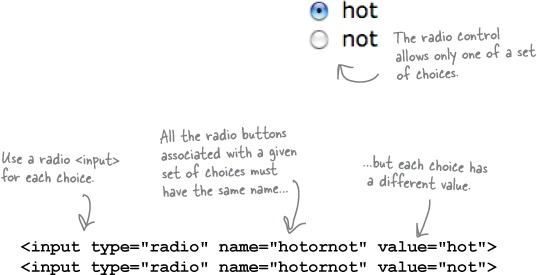 hot
not
The radio control
allows only one of a set
of choices.
Use a radio <input>
for each choice.
All the radio buttons
associated with a given
set of choices must
have the same name...
...but each choice has
a different value.
<input type="radio" name="hotornot" value="hot">
<input type="radio" name="hotornot" value="not">